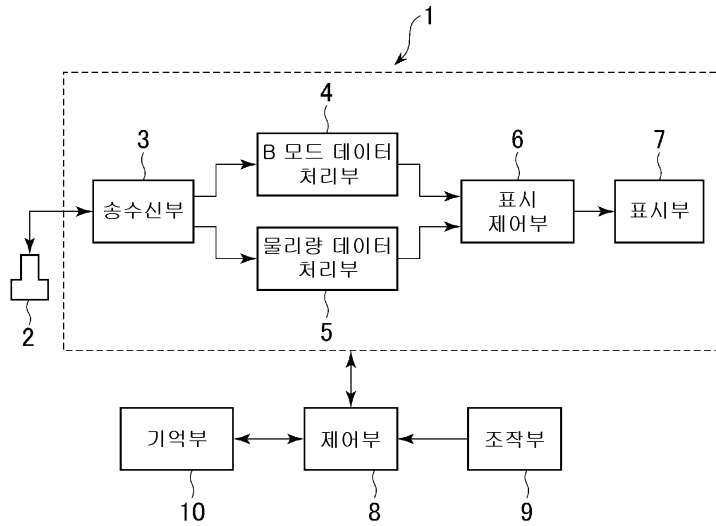 1
4
3
B 모드 데이터
처리부
6
7
송수신부
표시
제어부
표시부
물리량 데이터
처리부
2
5
기억부
제어부
조작부
10
8
9